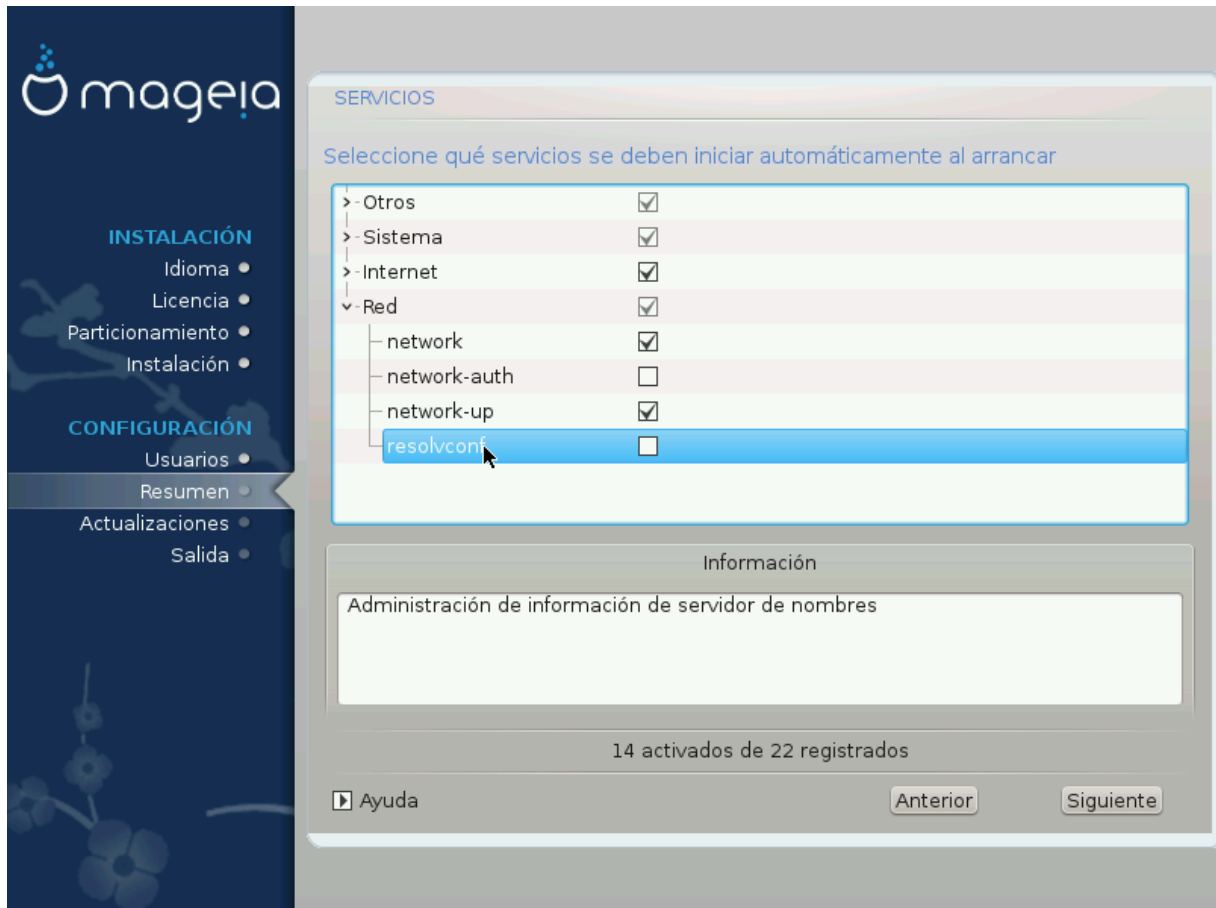 mageia
INSTALACIÓN
Idioma
Licencia
Particionamiento
Instalación
CONFIGURACIÓN
Usuarios
Resumen
Actualizaciones
Salida
SERVICIOS
Seleccione qué servicios se deben iniciar automáticamente al arrancar
Otros
Sistema
Internet
Red
network
network-auth
network-up
resolvconf
Información
Administración de información de servidor de nombres
14 activados de 22 registrados
Ayuda
Anterior
Siguiente